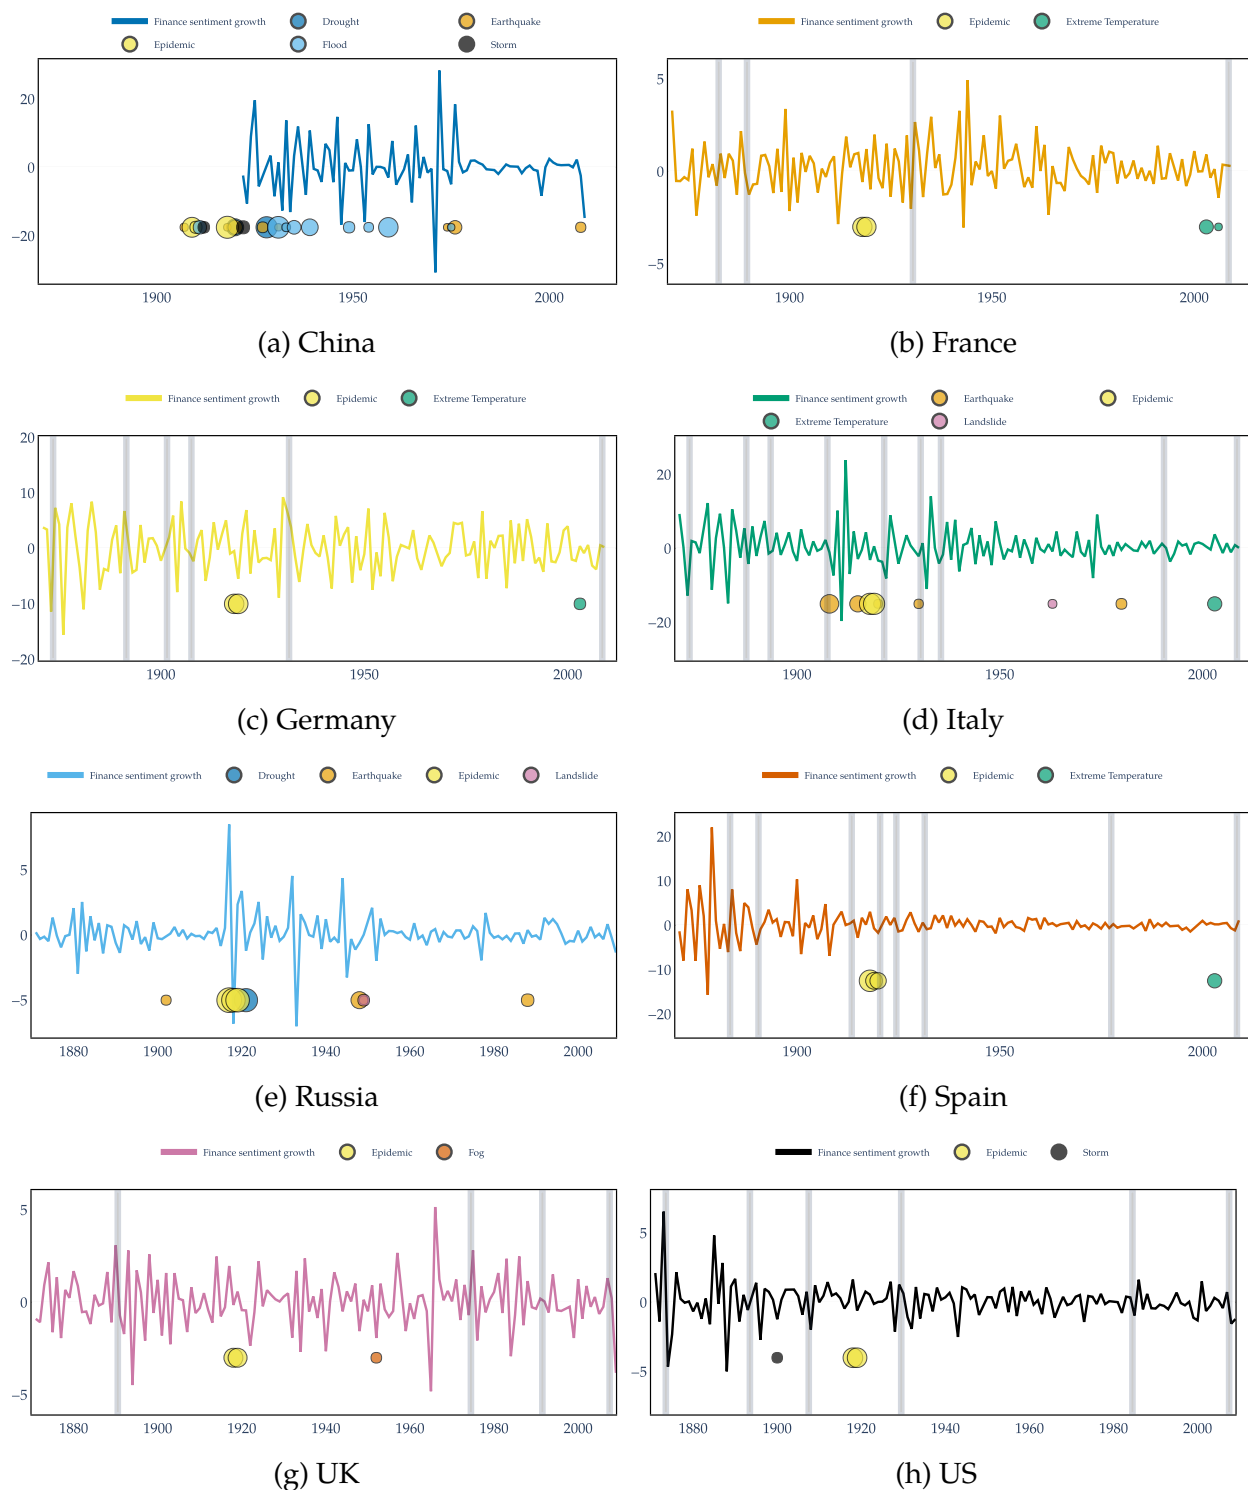 Finance sentiment growth Drought Earthquake
Epidemic Flood Storm
20
0
−20
1900 1950 2000
(a) China
Finance sentiment growth Epidemic Extreme Temperature
5
0
−5
1900 1950 2000
(b) France
Finance sentiment growth Epidemic Extreme Temperature
20
10
0
−10
−20
1900 1950 2000
(c) Germany
Finance sentiment growth Earthquake Epidemic
Extreme Temperature Landslide
20
0
−20
1900 1950 2000
(d) Italy
Finance sentiment growth Drought Earthquake Epidemic Landslide
5
0
−5
1880 1900 1920 1940 1960 1980 2000
(e) Russia
Finance sentiment growth Epidemic Extreme Temperature
20
10
0
−10
−20
1900 1950 2000
(f) Spain
Finance sentiment growth Epidemic Fog
5
0
−5
1880 1900 1920 1940 1960 1980 2000
(g) UK
Finance sentiment growth Epidemic Storm
5
0
−5
1880 1900 1920 1940 1960 1980 2000
(h) US